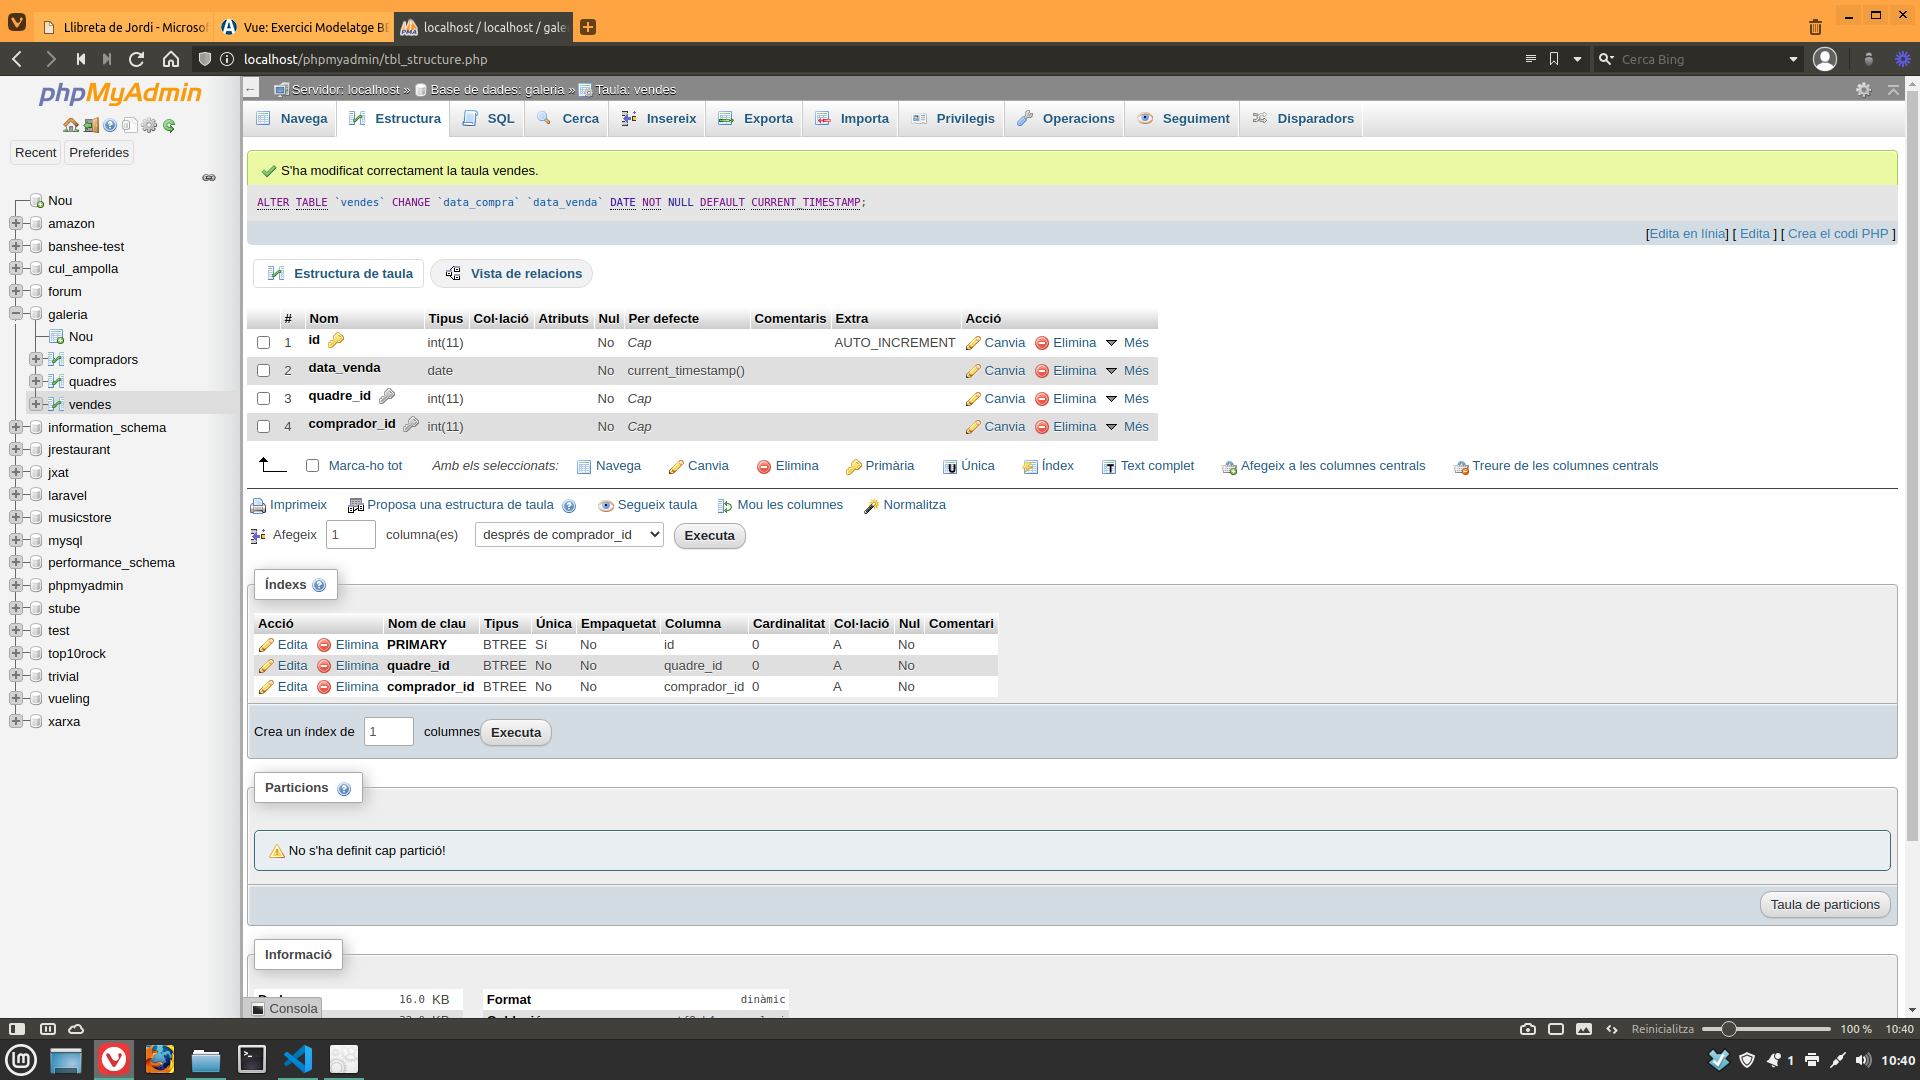 Llibreta de Jordi - Microsof
Vue: Exercici Modelatge BB
localhost / localhost / gale
localhost/phpmyadmin/tbl_structure.php
Cerca Bing
phpMyAdmin
Recent
Preferides
Nou
amazon
banshee-test
cul_ampolla
forum
galeria
Nou
compradors
quadres
vendes
information_schema
jrestaurant
jxat
laravel
musicstore
mysql
performance_schema
phpmyadmin
stube
test
top10rock
trivial
vueling
xarxa
Servidor: localhost » Base de dades: galeria » Taula: vendes
Navega Estructura SQL Cerca Insereix Exporta Importa Privilegis Operacions Seguiment Disparadors
S'ha modificat correctament la taula vendes.
ALTER TABLE `vendes` CHANGE `data_compra` `data_venda` DATE NOT NULL DEFAULT CURRENT_TIMESTAMP;
[Edita en línia] [ Edita ] [ Crea el codi PHP ]
Estructura de taula Vista de relacions
# Nom Tipus Col·lació Atributs Nul Per defecte Comentaris Extra Acció
1 id int(11) No Cap AUTO_INCREMENT Canvia Elimina Més
2 data_venda date No current_timestamp() Canvia Elimina Més
3 quadre_id int(11) No Cap Canvia Elimina Més
4 comprador_id int(11) No Cap Canvia Elimina Més
Marca-ho tot Amb els seleccionats: Navega Canvia Elimina Primària Única Índex Text complet Afegeix a les columnes centrals Treure de les columnes centrals
Imprimeix Proposa una estructura de taula Segueix taula Mou les columnes Normalitza
Afegeix 1 columna(es) després de comprador_id Executa
Índexs
Acció Nom de clau Tipus Única Empaquetat Columna Cardinalitat Col·lació Nul Comentari
Edita Elimina PRIMARY BTREE Sí No id 0 A No
Edita Elimina quadre_id BTREE No No quadre_id 0 A No
Edita Elimina comprador_id BTREE No No comprador_id 0 A No
Crea un índex de 1 columnes Executa
Particions
No s'ha definit cap partició!
Taula de particions
Informació
16.0 KB Format dinàmic
Consola
Reinicialitza 100 % 10:40
1 10:40